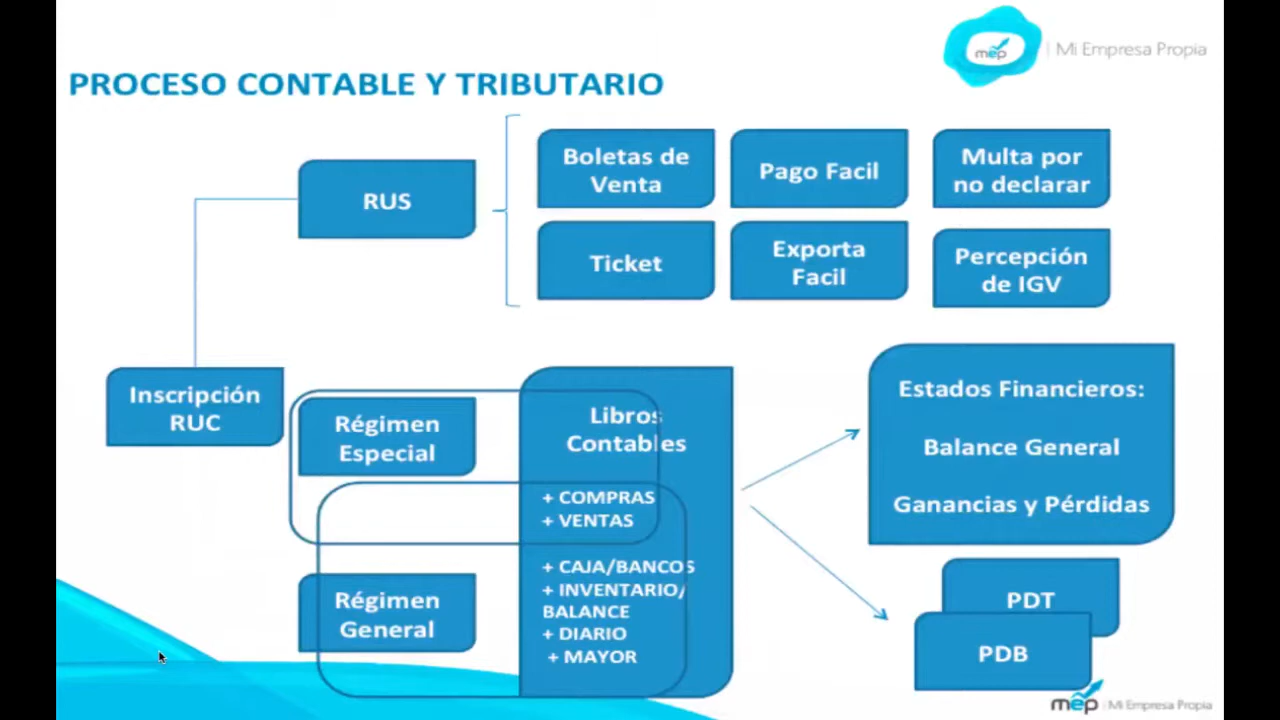 mep | Mi Empresa Propia
PROCESO CONTABLE Y TRIBUTARIO
RUS
Boletas de
Venta
Pago Facil
Multa por
no declarar
Ticket
Exporta
Facil
Percepción
de IGV
Inscripción
RUC
Régimen
Especial
Régimen
General
Libros
Contables
+ COMPRAS
+ VENTAS
+ CAJA/BANCOS
+ INVENTARIO/
BALANCE
+ DIARIO
+ MAYOR
Estados Financieros:
Balance General
Ganancias y Pérdidas
PDT
PDB
mep | Mi Empresa Propia